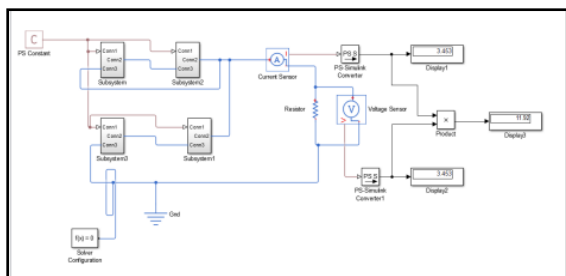 C
PS Constant
Conn1
Conn2
Conn3
Subsystem
Conn1
Conn2
Conn3
Subsystem2
A
I
Current Sensor
PS S
PS-Simulink
Converter
3.453
Display1
Resistor
V
V
Voltage Sensor
×
Product
11.92
Display3
Conn1
Conn2
Conn3
Subsystem3
Conn1
Conn2
Conn3
Subsystem1
PS S
PS-Simulink
Converter1
3.453
Display2
Gnd
f(x) = 0
Solver
Configuration